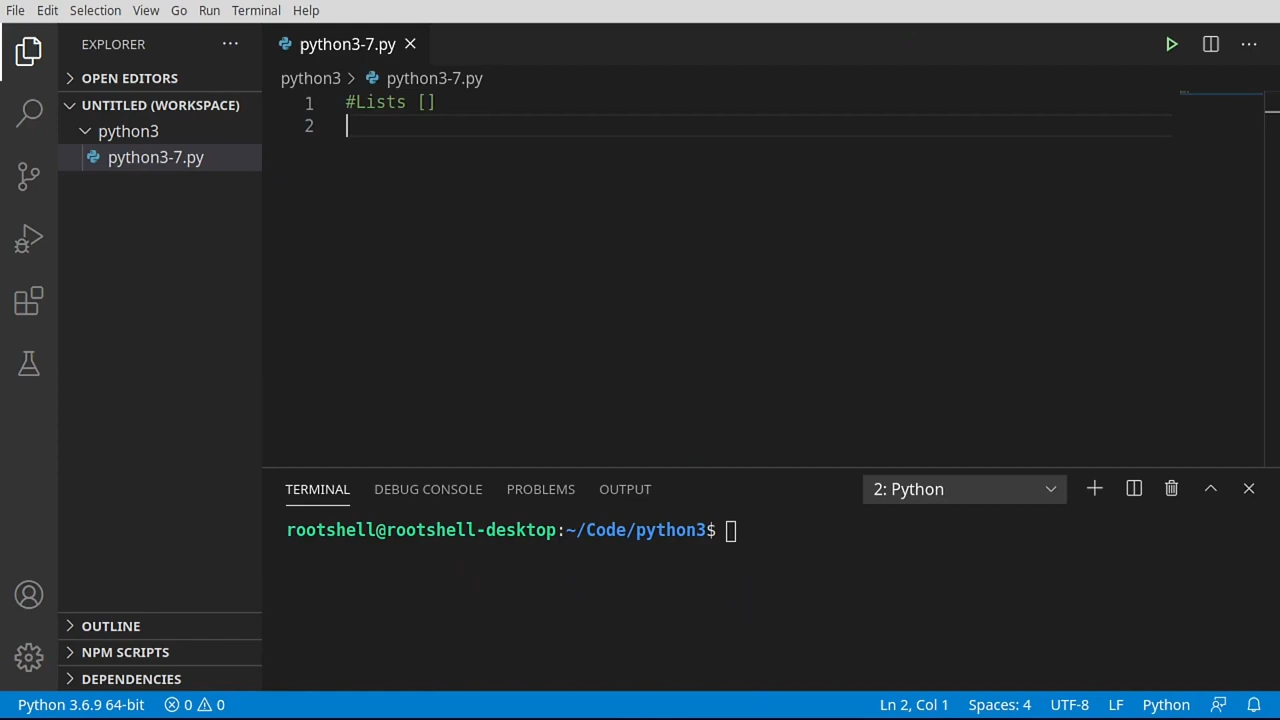 File Edit Selection View Go Run Terminal Help
EXPLORER
python3-7.py
OPEN EDITORS
python3 > python3-7.py
UNTITLED (WORKSPACE)
1 #Lists []
python3
2
python3-7.py
TERMINAL DEBUG CONSOLE PROBLEMS OUTPUT 2: Python
rootshell@rootshell-desktop:~/Code/python3$
OUTLINE
NPM SCRIPTS
DEPENDENCIES
Python 3.6.9 64-bit 0 0 Ln 2, Col 1 Spaces: 4 UTF-8 LF Python